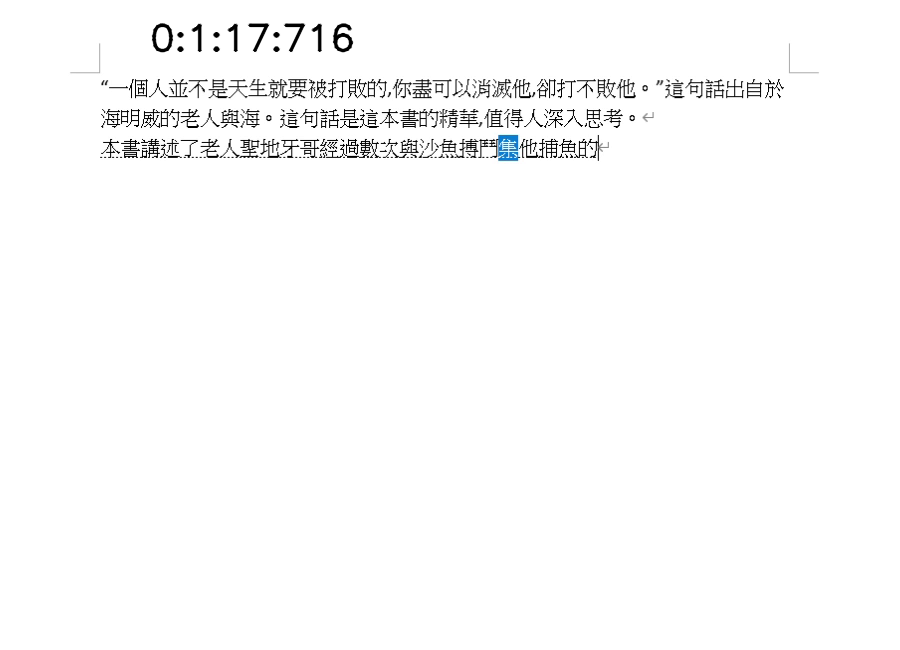 0:1:17:716
“一個人並不是天生就要被打敗的,你盡可以消滅他,卻打不敗他。”這句話出自於
海明威的老人與海。這句話是這本書的精華,值得人深入思考。
本書講述了老人聖地牙哥經過數次與沙魚搏鬥集他捕魚的